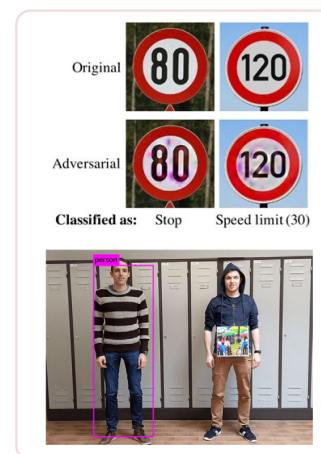 Original
80
120
Adversarial
80
120
Classified as: Stop Speed limit (30)
person